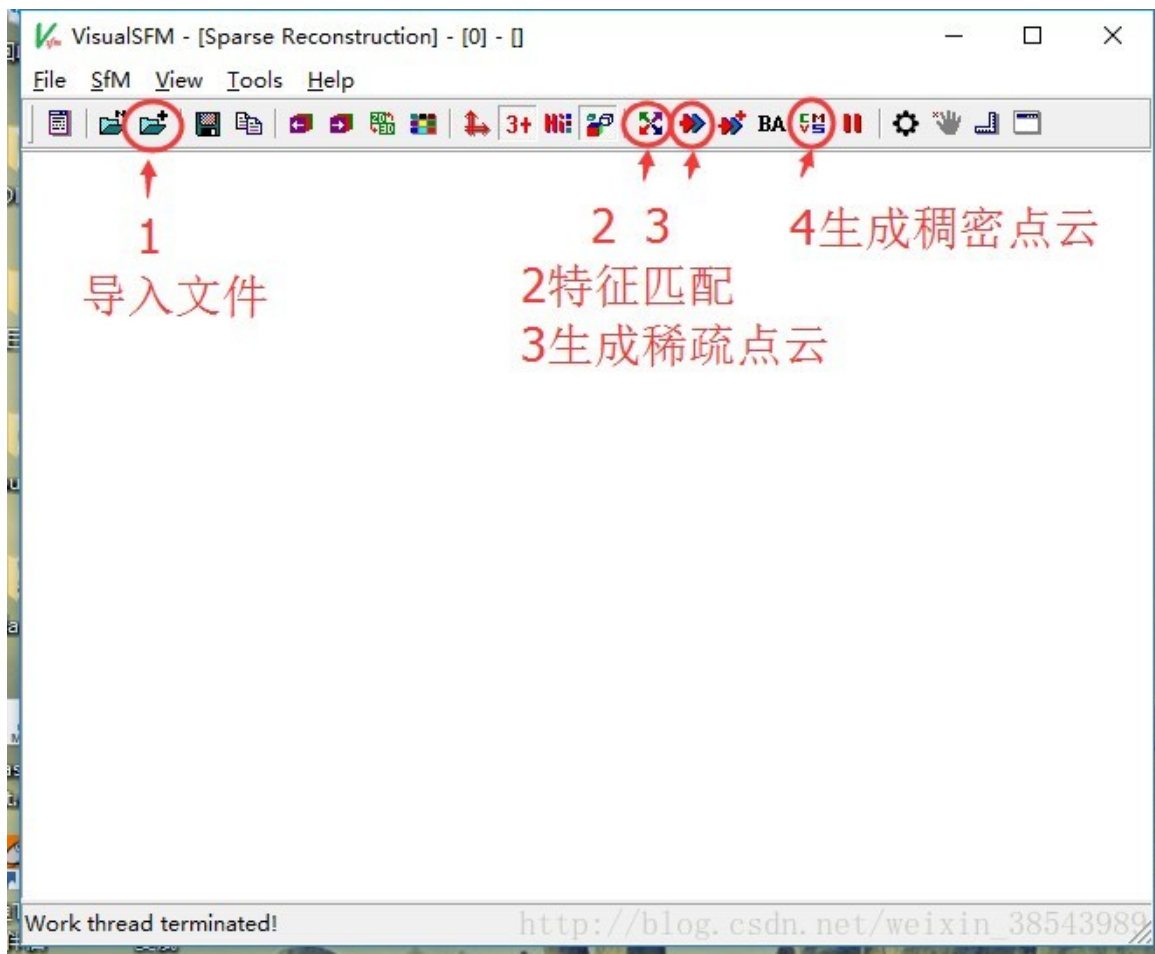 VisualSFM - [Sparse Reconstruction] - [0] - []
File SfM View Tools Help
3+ BA
1
导入文件
2 3
2特征匹配
3生成稀疏点云
4生成稠密点云
Work thread terminated!
http://blog.csdn.net/weixin_38543989